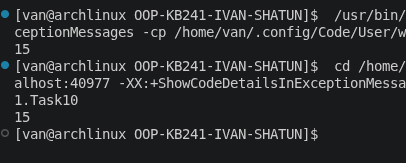 [van@archlinux OOP-KB241-IVAN-SHATUN]$  /usr/bin/
ceptionMessages -cp /home/van/.config/Code/User/w
15
[van@archlinux OOP-KB241-IVAN-SHATUN]$  cd /home/
alhost:40977 -XX:+ShowCodeDetailsInExceptionMessa
1.Task10
15
[van@archlinux OOP-KB241-IVAN-SHATUN]$